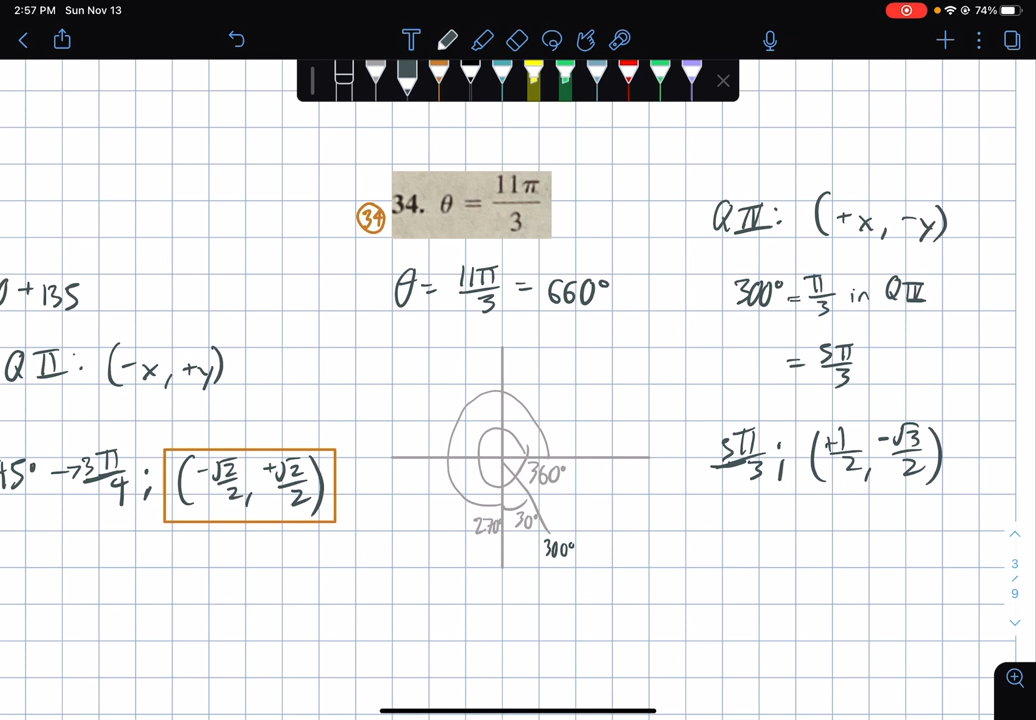 2:57 PM Sun Nov 13
74%
T
34 34. θ = 11π/3
QIV: (+x, -y)
θ = 11π/3 = 660°
300° = π/3 in QIV
= 5π/3
+ 135
QII: (-x, +y)
5π/3; (+1/2, -√3/2)
45° → 3π/4; (-√2/2, +√2/2)
360°
270° 30°
300°
3
/
9